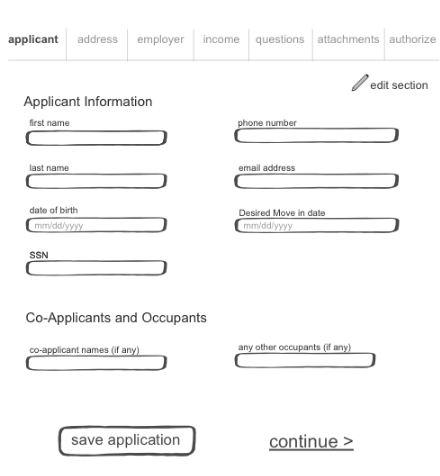 applicant address employer income questions attachments authorize
edit section
Applicant Information
first name
phone number
last name
email address
date of birth
Desired Move in date
mm/dd/yyyy
mm/dd/yyyy
SSN
Co-Applicants and Occupants
co-applicant names (if any)
any other occupants (if any)
save application
continue >